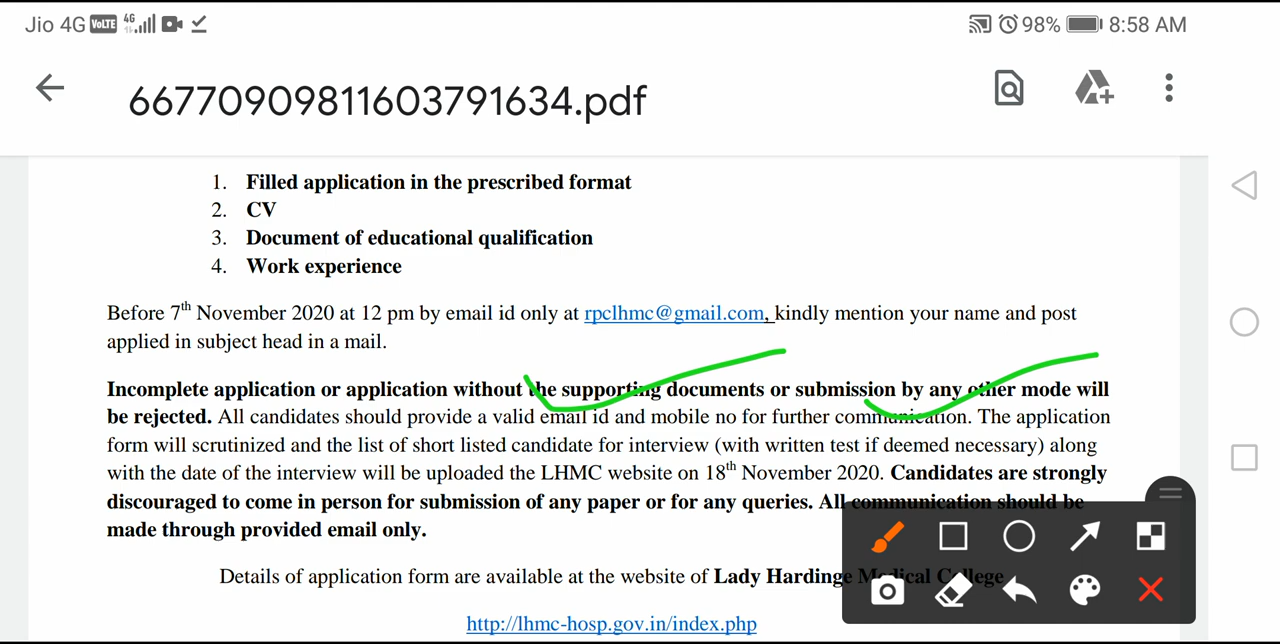 Jio 4G VoLTE 4G 98% 8:58 AM
66770909811603791634.pdf
1. Filled application in the prescribed format
2. CV
3. Document of educational qualification
4. Work experience
Before 7th November 2020 at 12 pm by email id only at rpclhmc@gmail.com, kindly mention your name and post
applied in subject head in a mail.
Incomplete application or application without the supporting documents or submission by any other mode will
be rejected. All candidates should provide a valid email id and mobile no for further communication. The application
form will scrutinized and the list of short listed candidate for interview (with written test if deemed necessary) along
with the date of the interview will be uploaded the LHMC website on 18th November 2020. Candidates are strongly
discouraged to come in person for submission of any paper or for any queries. All communication should be
made through provided email only.
Details of application form are available at the website of Lady Hardinge Medical College
http://lhmc-hosp.gov.in/index.php